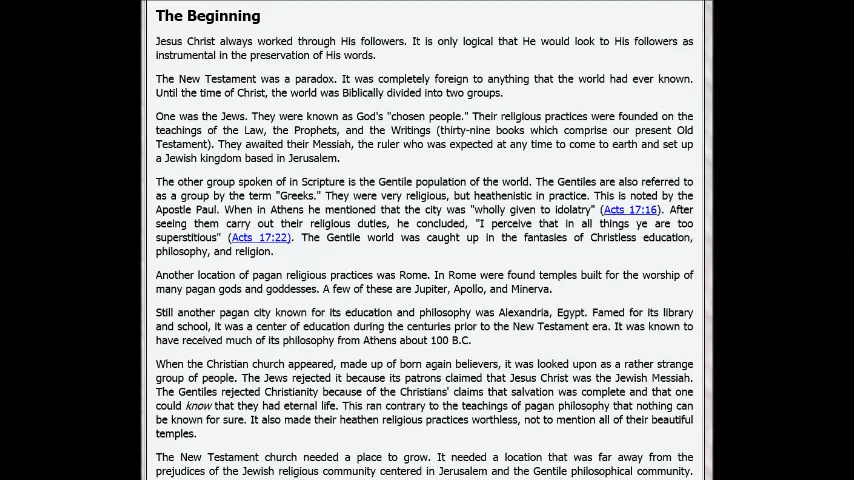 The Beginning
Jesus Christ always worked through His followers. It is only logical that He would look to His followers as
instrumental in the preservation of His words.
The New Testament was a paradox. It was completely foreign to anything that the world had ever known.
Until the time of Christ, the world was Biblically divided into two groups.
One was the Jews. They were known as God's "chosen people." Their religious practices were founded on the
teachings of the Law, the Prophets, and the Writings (thirty-nine books which comprise our present Old
Testament). They awaited their Messiah, the ruler who was expected at any time to come to earth and set up
a Jewish kingdom based in Jerusalem.
The other group spoken of in Scripture is the Gentile population of the world. The Gentiles are also referred to
as a group by the term "Greeks." They were very religious, but heathenistic in practice. This is noted by the
Apostle Paul. When in Athens he mentioned that the city was "wholly given to idolatry" (Acts 17:16). After
seeing them carry out their religious duties, he concluded, "I perceive that in all things ye are too
superstitious" (Acts 17:22). The Gentile world was caught up in the fantasies of Christless education,
philosophy, and religion.
Another location of pagan religious practices was Rome. In Rome were found temples built for the worship of
many pagan gods and goddesses. A few of these are Jupiter, Apollo, and Minerva.
Still another pagan city known for its education and philosophy was Alexandria, Egypt. Famed for its library
and school, it was a center of education during the centuries prior to the New Testament era. It was known to
have received much of its philosophy from Athens about 100 B.C.
When the Christian church appeared, made up of born again believers, it was looked upon as a rather strange
group of people. The Jews rejected it because its patrons claimed that Jesus Christ was the Jewish Messiah.
The Gentiles rejected Christianity because of the Christians' claims that salvation was complete and that one
could know that they had eternal life. This ran contrary to the teachings of pagan philosophy that nothing can
be known for sure. It also made their heathen religious practices worthless, not to mention all of their beautiful
temples.
The New Testament church needed a place to grow. It needed a location that was far away from the
prejudices of the Jewish religious community centered in Jerusalem and the Gentile philosophical community.